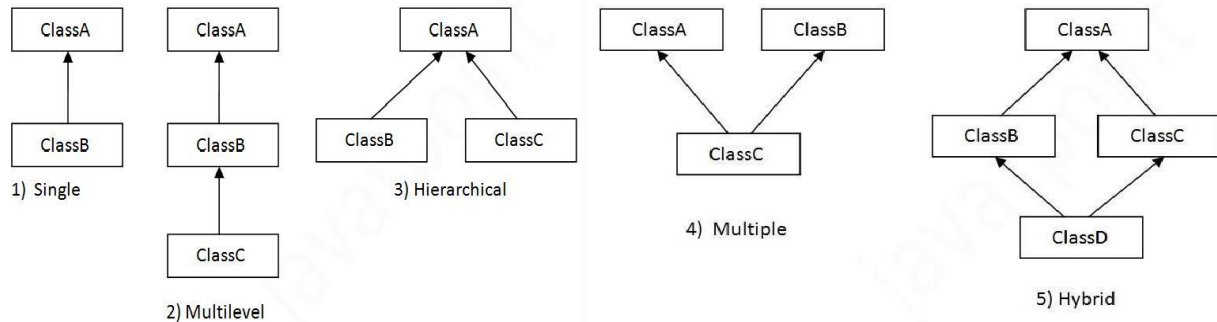 ClassA
ClassB
1) Single
ClassA
ClassB
ClassC
2) Multilevel
ClassA
ClassB
ClassC
3) Hierarchical
ClassA
ClassB
ClassC
4) Multiple
ClassA
ClassB
ClassC
ClassD
5) Hybrid